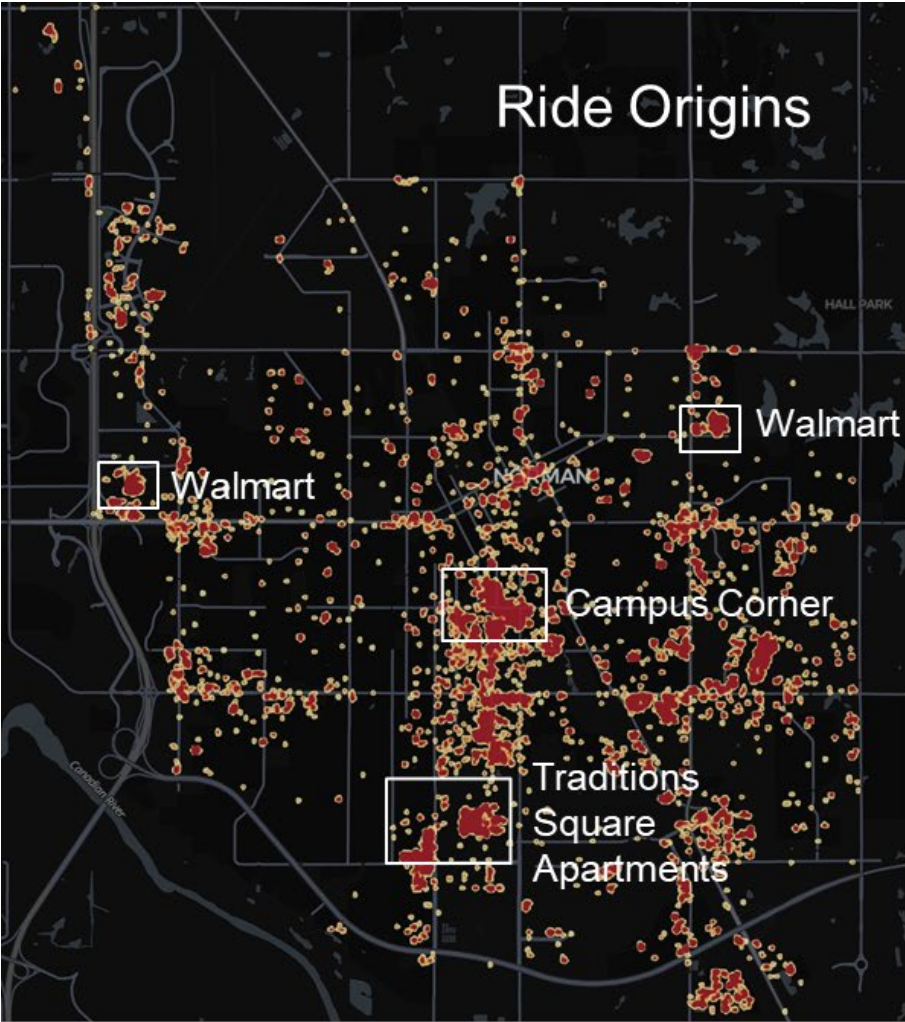 Ride Origins
HALL PARK
Walmart
NORMAN
Walmart
Campus Corner
Traditions
Square
Apartments
Canadian River